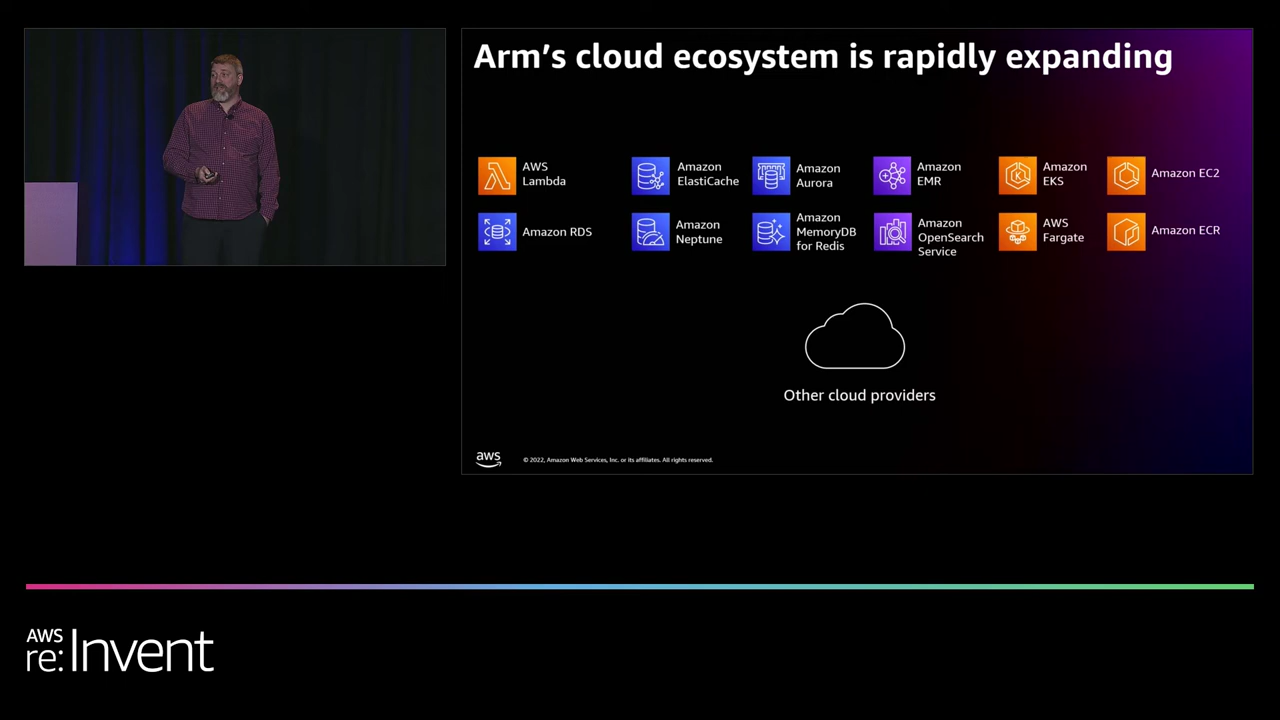 Arm's cloud ecosystem is rapidly expanding
AWS
Lambda
Amazon
ElastiCache
Amazon
Aurora
Amazon
EMR
Amazon
EKS
Amazon EC2
Amazon RDS
Amazon
Neptune
Amazon
MemoryDB
for Redis
Amazon
OpenSearch
Service
AWS
Fargate
Amazon ECR
Other cloud providers
aws
© 2022, Amazon Web Services, Inc. or its affiliates. All rights reserved.
AWS
re:Invent